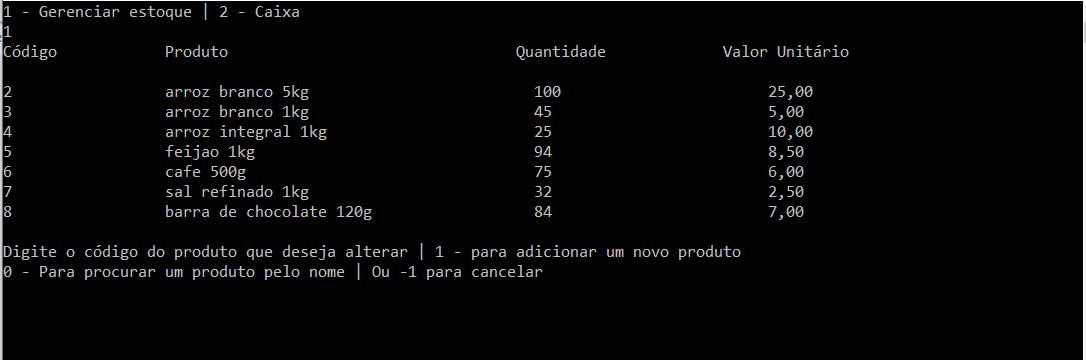 1 - Gerenciar estoque | 2 - Caixa
1
Código Produto Quantidade Valor Unitário
2 arroz branco 5kg 100 25,00
3 arroz branco 1kg 45 5,00
4 arroz integral 1kg 25 10,00
5 feijao 1kg 94 8,50
6 cafe 500g 75 6,00
7 sal refinado 1kg 32 2,50
8 barra de chocolate 120g 84 7,00
Digite o código do produto que deseja alterar | 1 - para adicionar um novo produto
0 - Para procurar um produto pelo nome | Ou -1 para cancelar